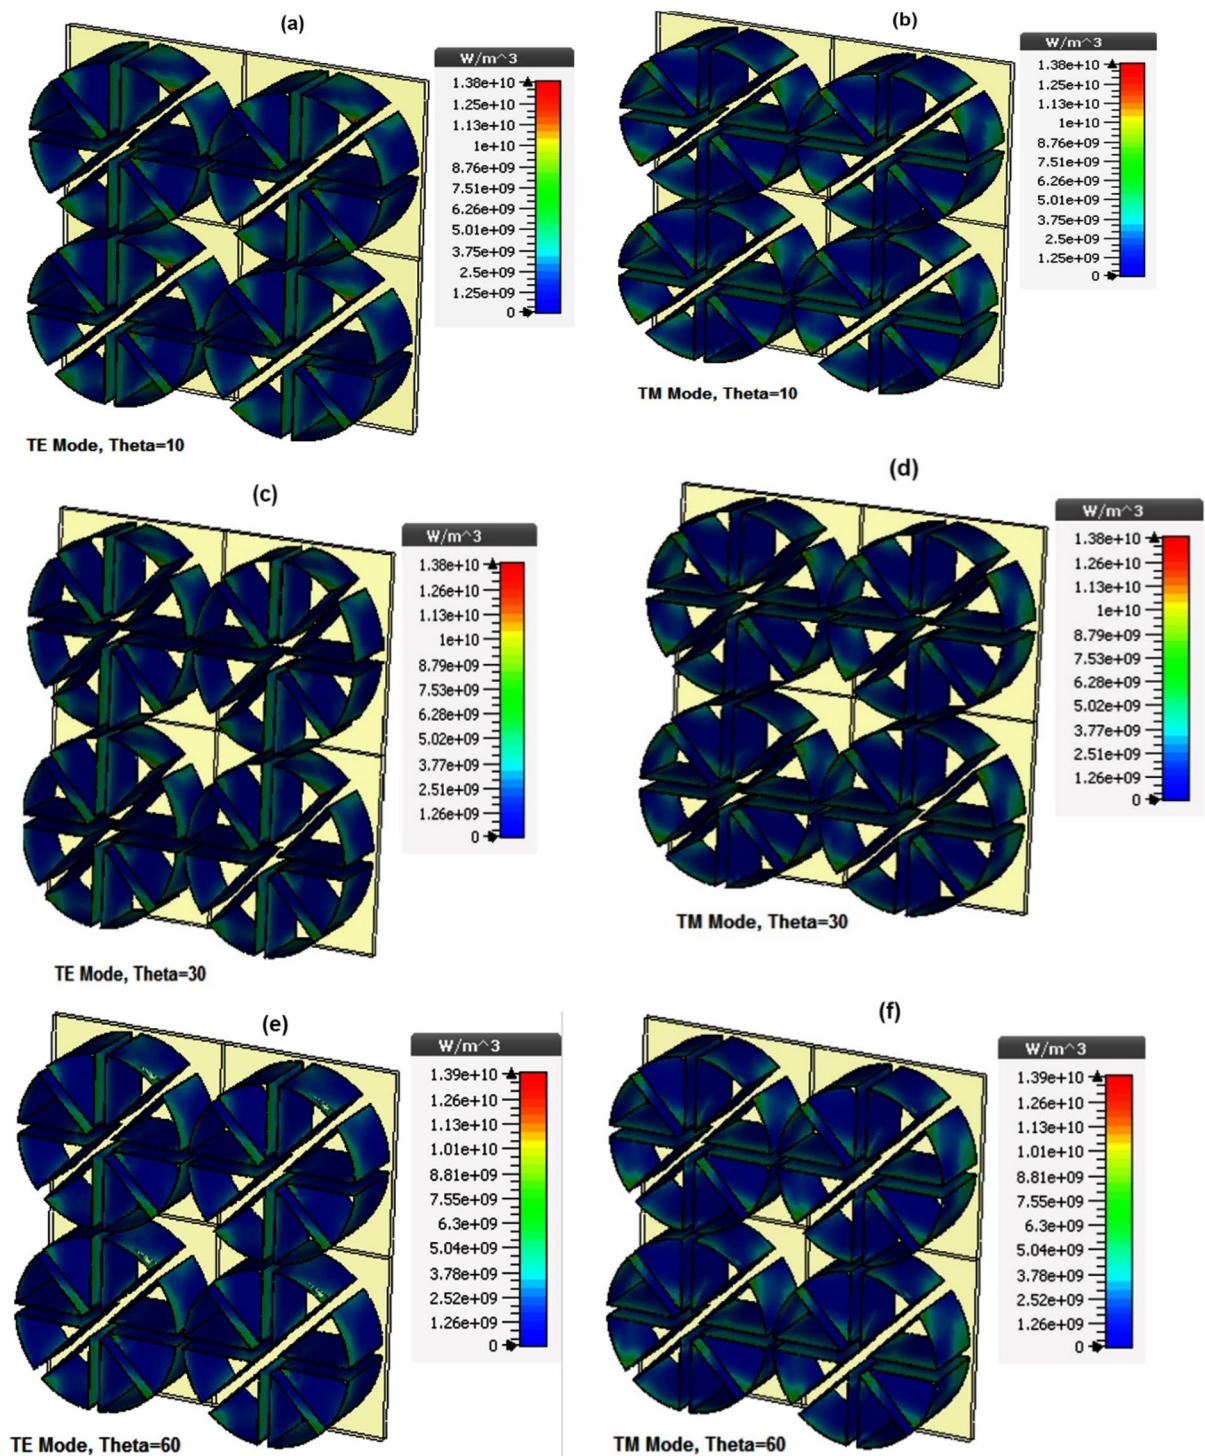 (a)
W/m^3
1.38e+10
1.25e+10
1.13e+10
1e+10
8.76e+09
7.51e+09
6.26e+09
5.01e+09
3.75e+09
2.5e+09
1.25e+09
0
TE Mode, Theta=10
(b)
W/m^3
1.38e+10
1.25e+10
1.13e+10
1e+10
8.76e+09
7.51e+09
6.26e+09
5.01e+09
3.75e+09
2.5e+09
1.25e+09
0
TM Mode, Theta=10
(c)
W/m^3
1.38e+10
1.26e+10
1.13e+10
1e+10
8.79e+09
7.53e+09
6.28e+09
5.02e+09
3.77e+09
2.51e+09
1.26e+09
0
TE Mode, Theta=30
(d)
W/m^3
1.38e+10
1.26e+10
1.13e+10
1e+10
8.79e+09
7.53e+09
6.28e+09
5.02e+09
3.77e+09
2.51e+09
1.26e+09
0
TM Mode, Theta=30
(e)
W/m^3
1.39e+10
1.26e+10
1.13e+10
1.01e+10
8.81e+09
7.55e+09
6.3e+09
5.04e+09
3.78e+09
2.52e+09
1.26e+09
0
TE Mode, Theta=60
(f)
W/m^3
1.39e+10
1.26e+10
1.13e+10
1.01e+10
8.81e+09
7.55e+09
6.3e+09
5.04e+09
3.78e+09
2.52e+09
1.26e+09
0
TM Mode, Theta=60